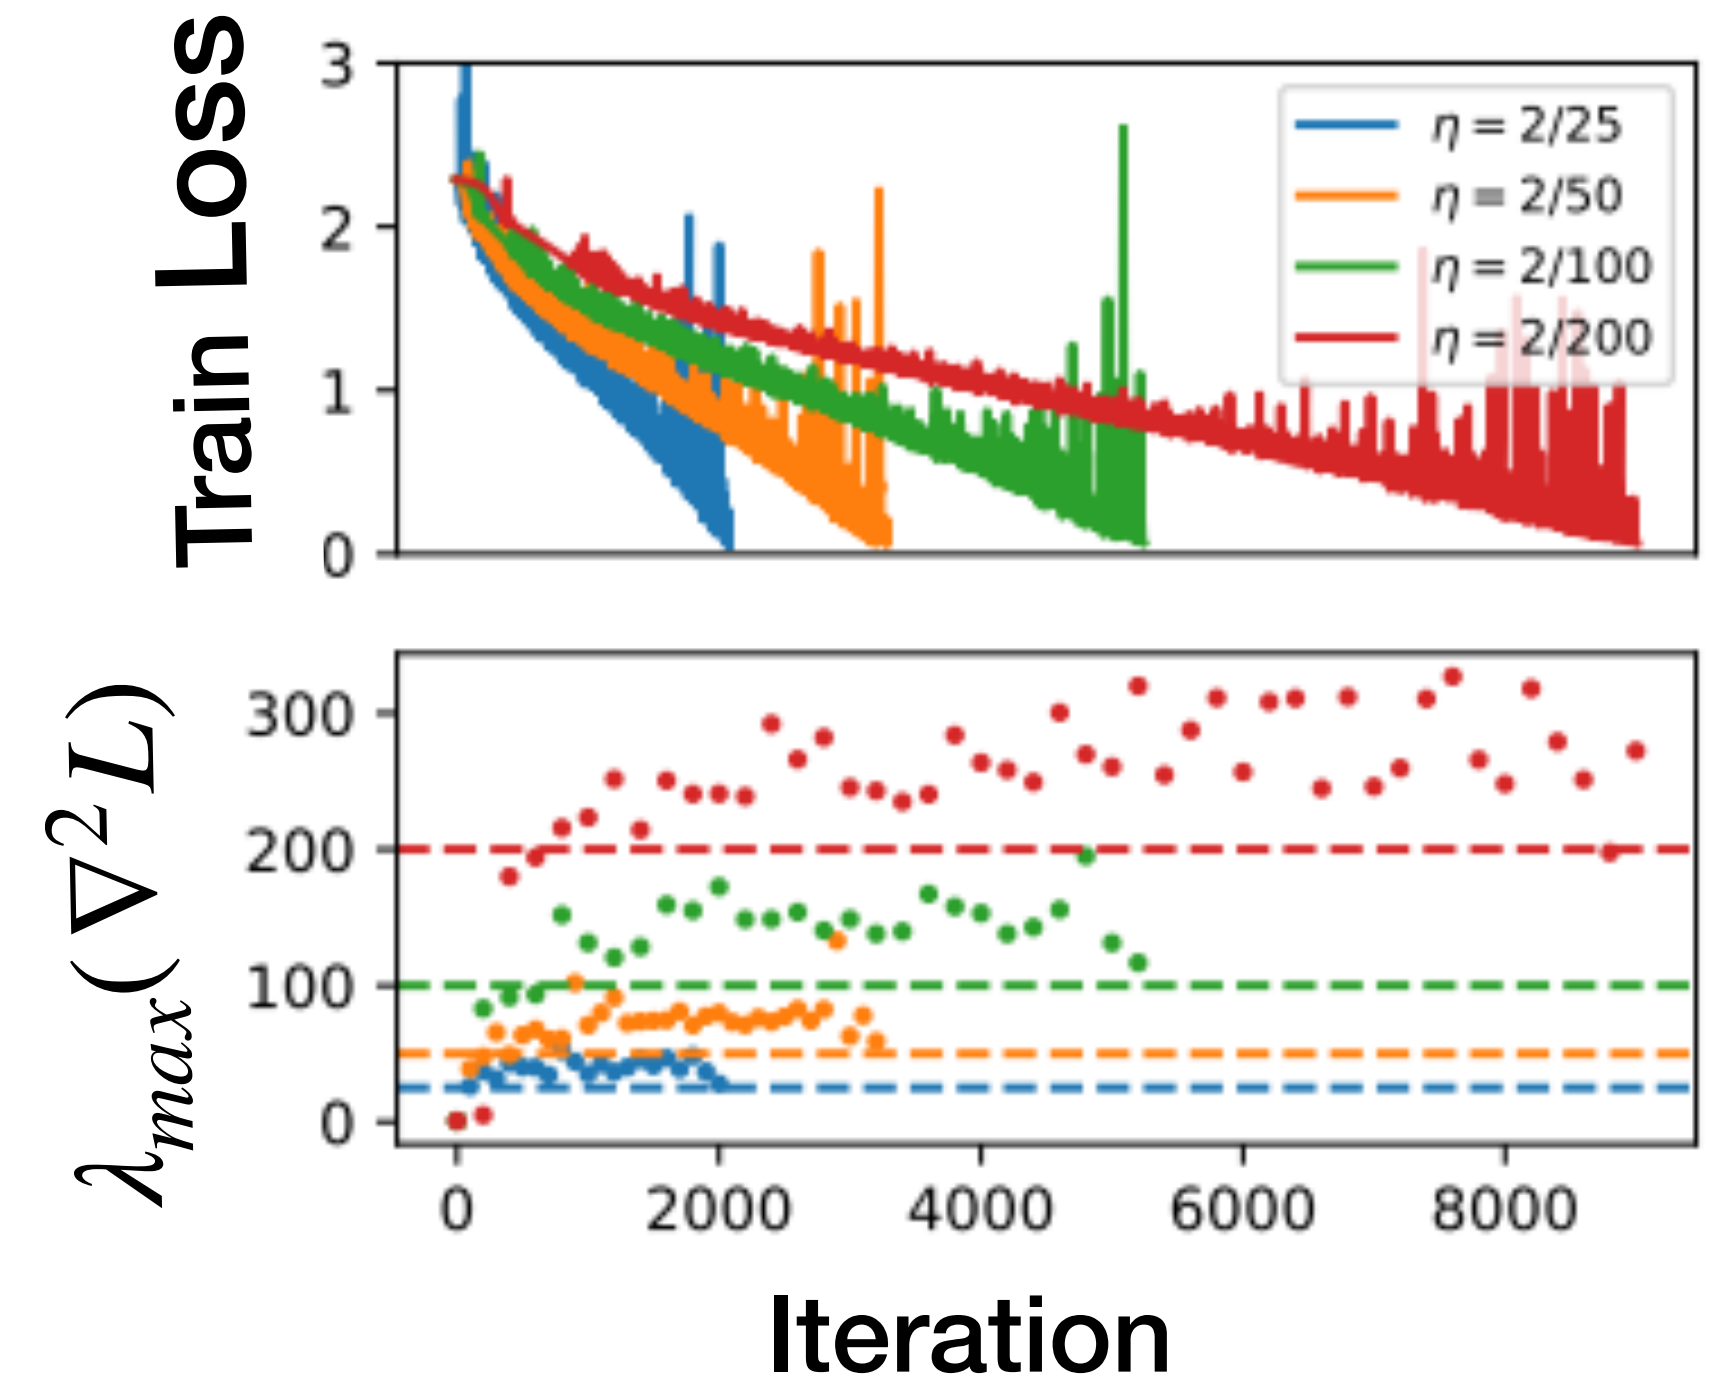 Train Loss
3
2
1
0
η = 2/25
η = 2/50
η = 2/100
η = 2/200
λmax(∇²L)
300
200
100
0
0 2000 4000 6000 8000
Iteration